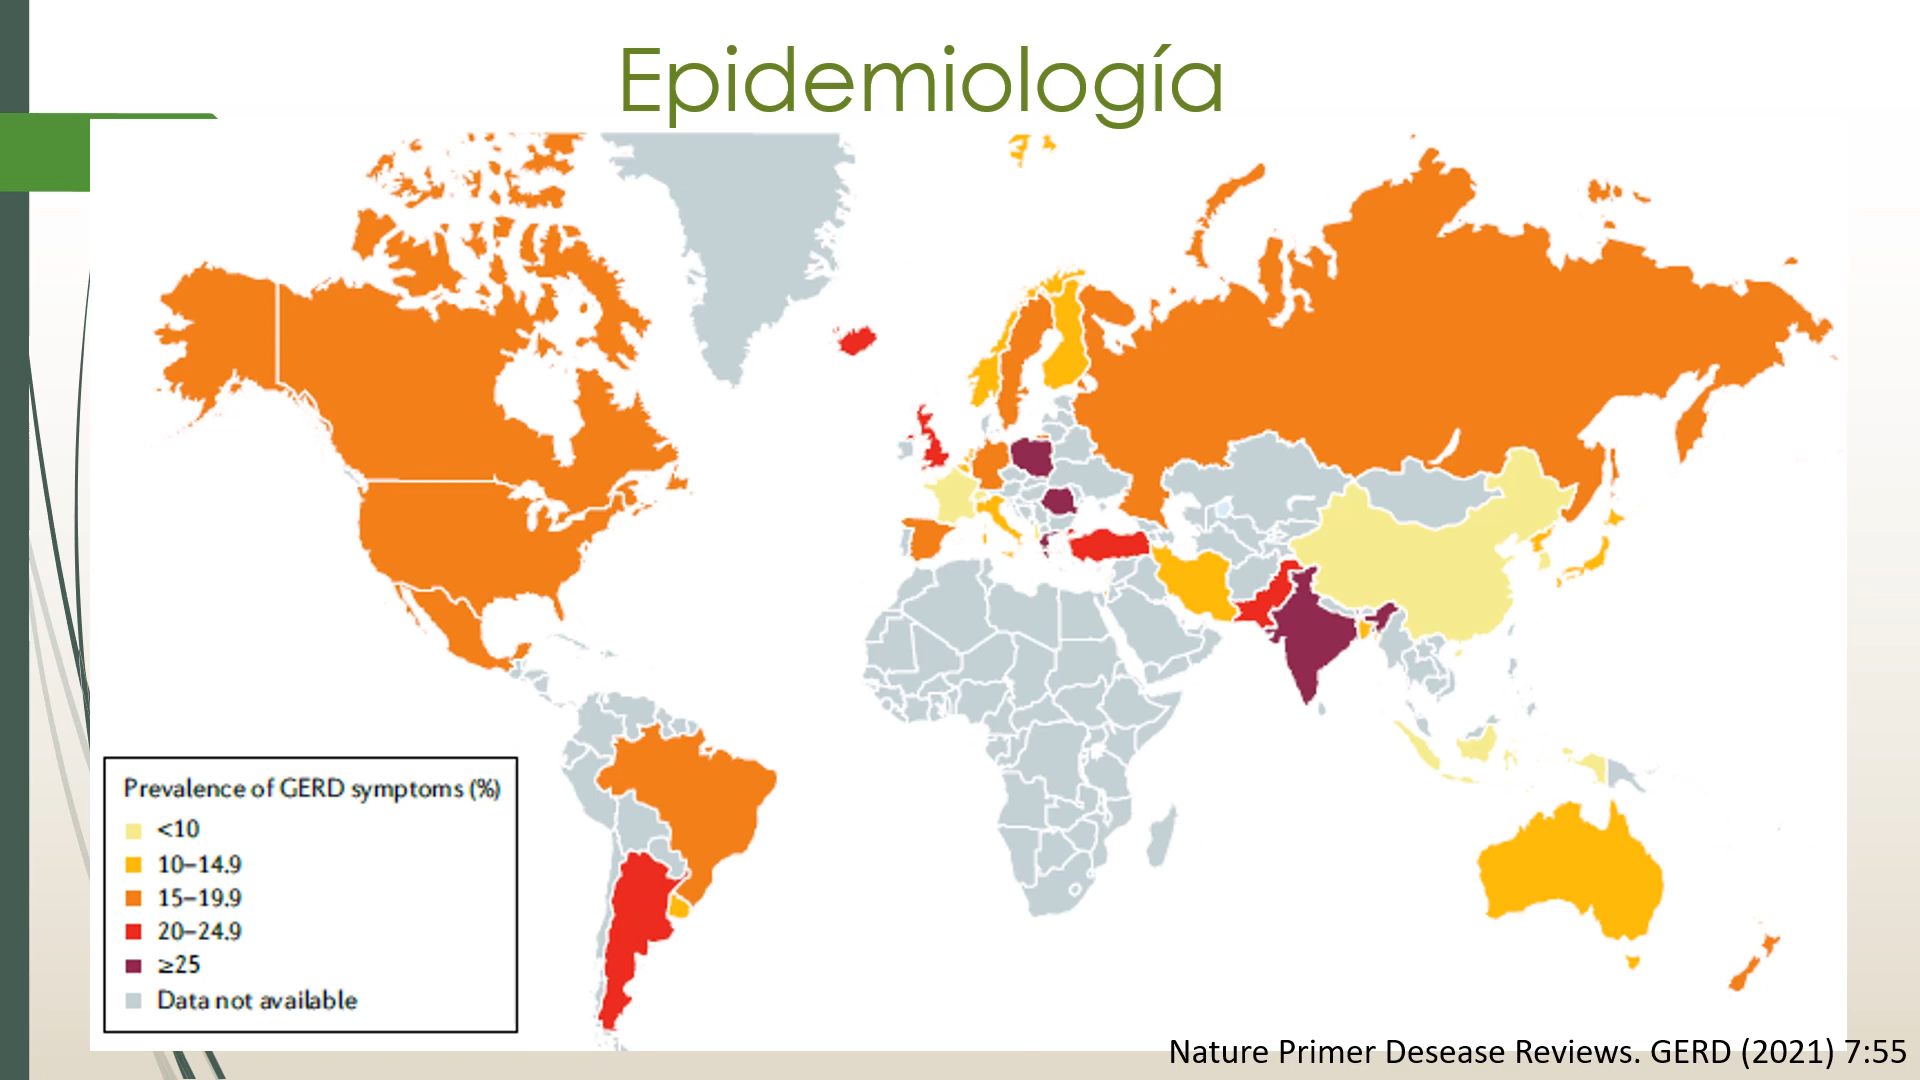 Epidemiología
Prevalence of GERD symptoms (%)
<10
10–14.9
15–19.9
20–24.9
≥25
Data not available
Nature Primer Desease Reviews. GERD (2021) 7:55